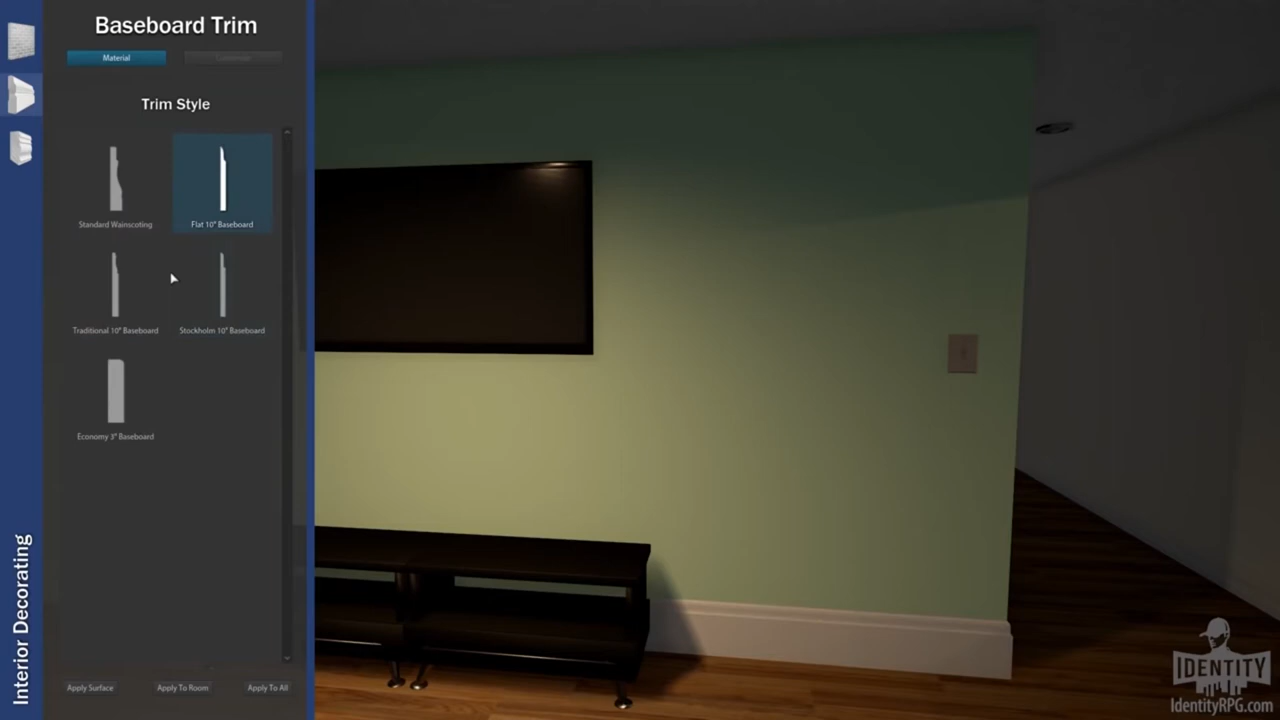 Baseboard Trim
Material
Customize
Trim Style
Standard Wainscoting
Flat 10" Baseboard
Traditional 10" Baseboard
Stockholm 10" Baseboard
Economy 3" Baseboard
Apply Surface
Apply To Room
Apply To All
Interior Decorating
IDENTITY
IdentityRPG.com